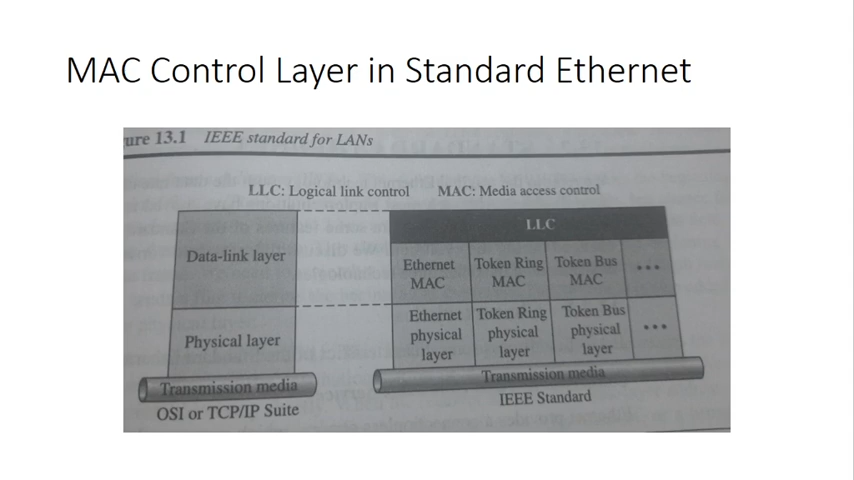 MAC Control Layer in Standard Ethernet
ure 13.1 IEEE standard for LANs
LLC: Logical link control MAC: Media access control
LLC
Data-link layer
Ethernet MAC
Token Ring MAC
Token Bus MAC
•••
Physical layer
Ethernet physical layer
Token Ring physical layer
Token Bus physical layer
•••
Transmission media
Transmission media
OSI or TCP/IP Suite
IEEE Standard